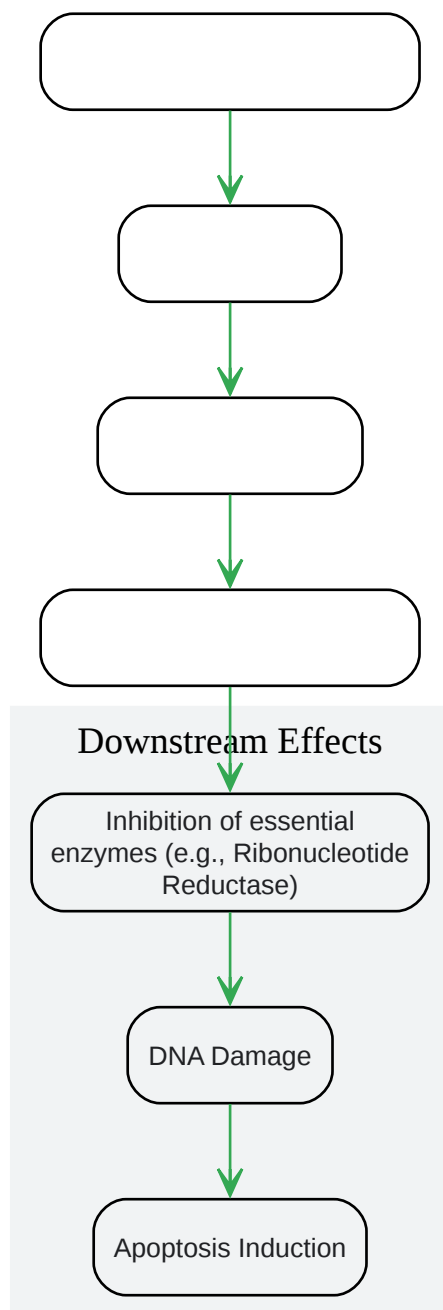 Downstream Effects
Inhibition of essential
enzymes (e.g., Ribonucleotide
Reductase)
DNA Damage
Apoptosis Induction